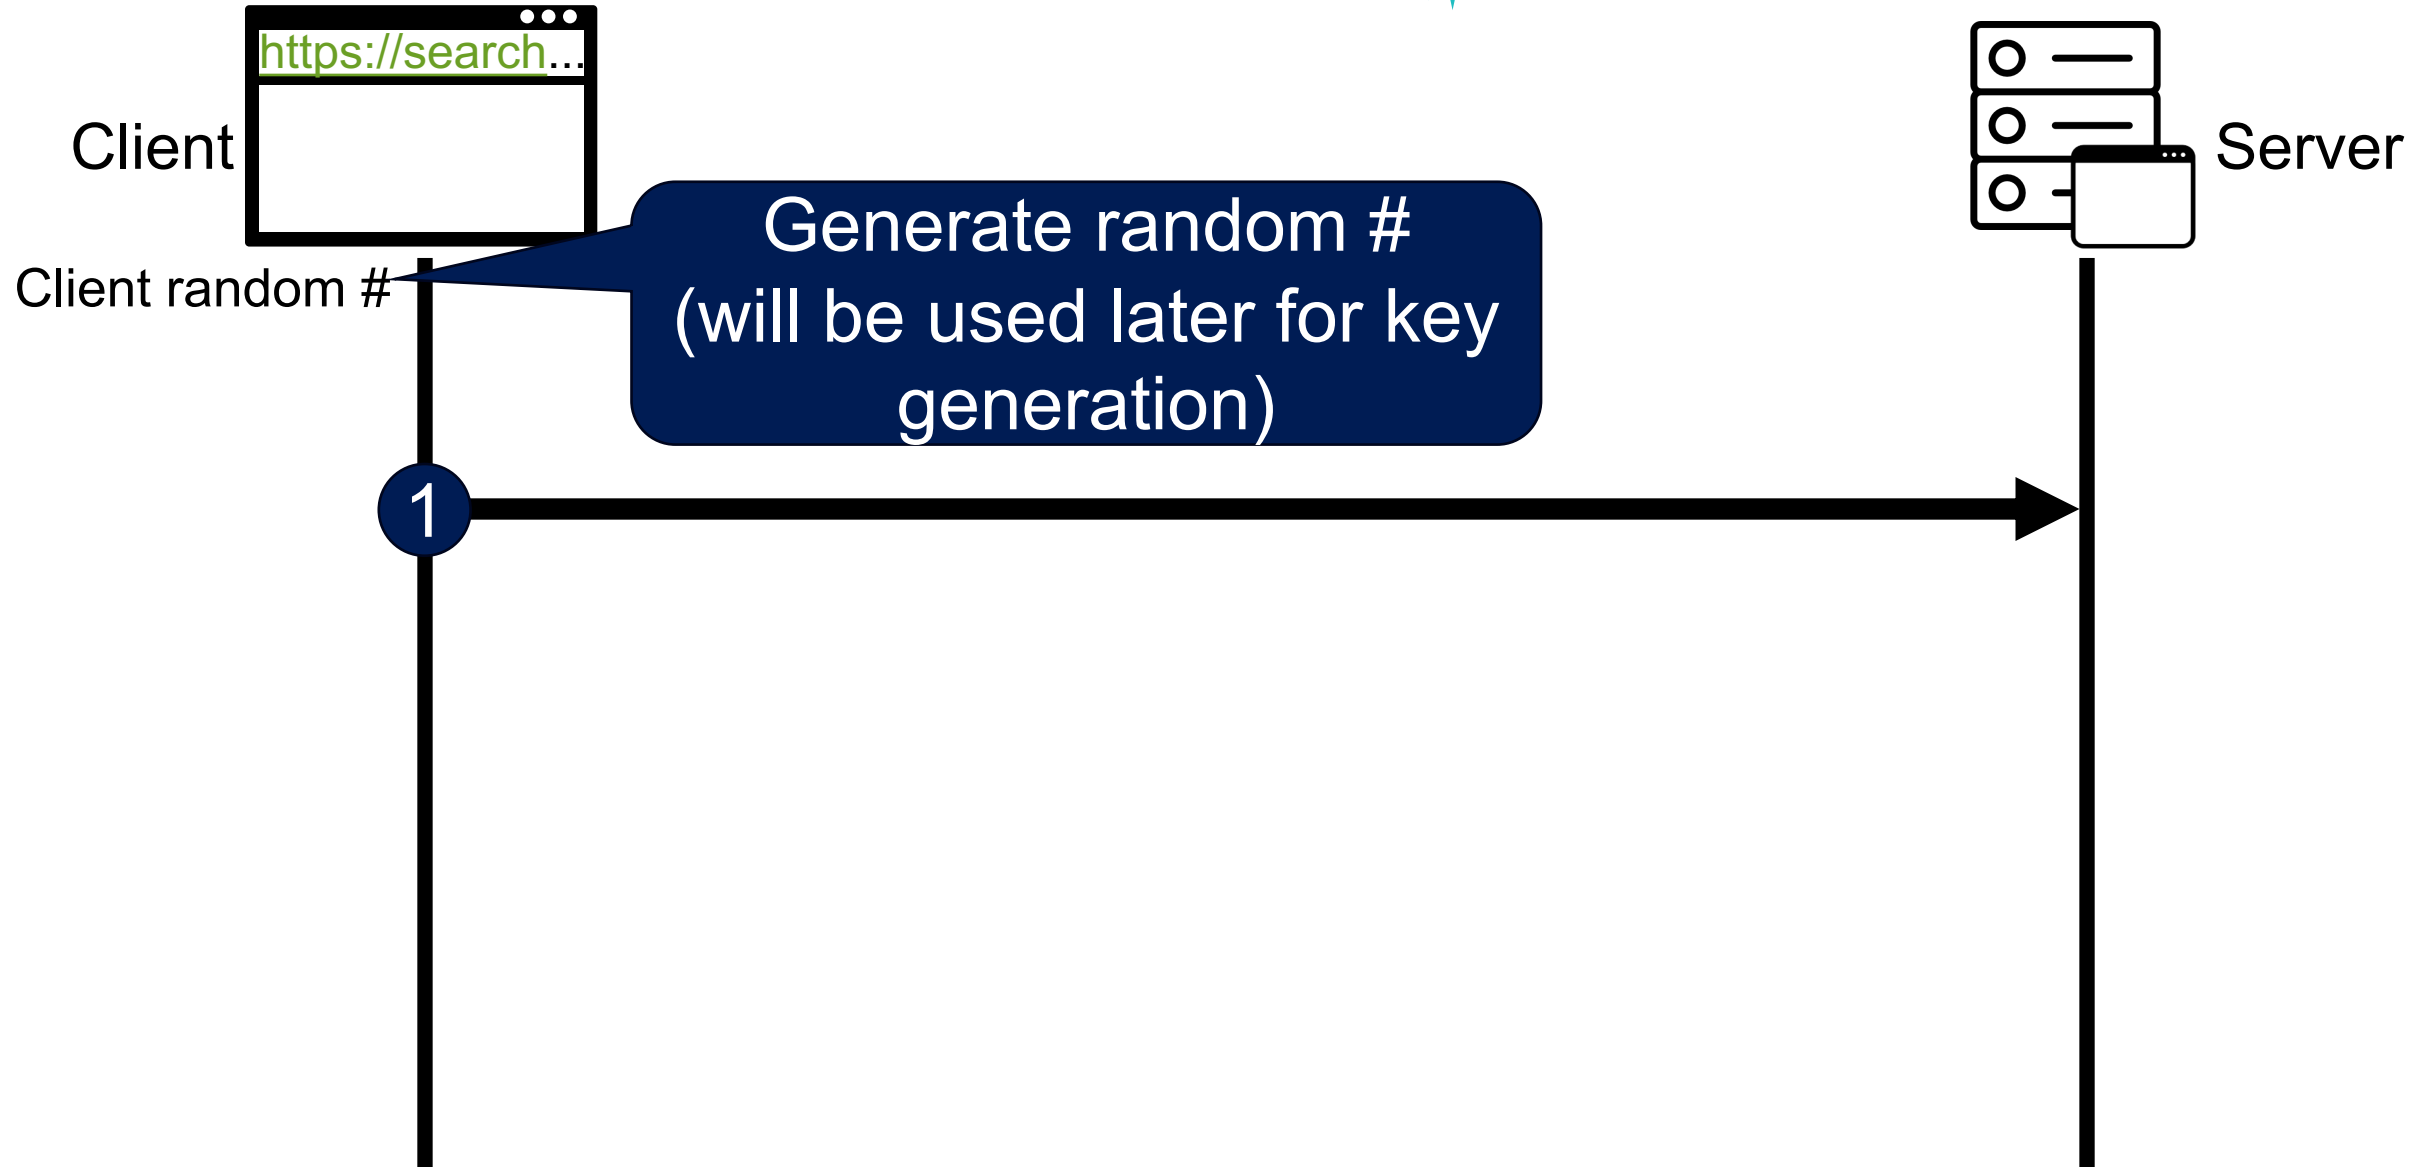 https://search...
Client
Server
Generate random #
(will be used later for key
generation)
Client random #
1